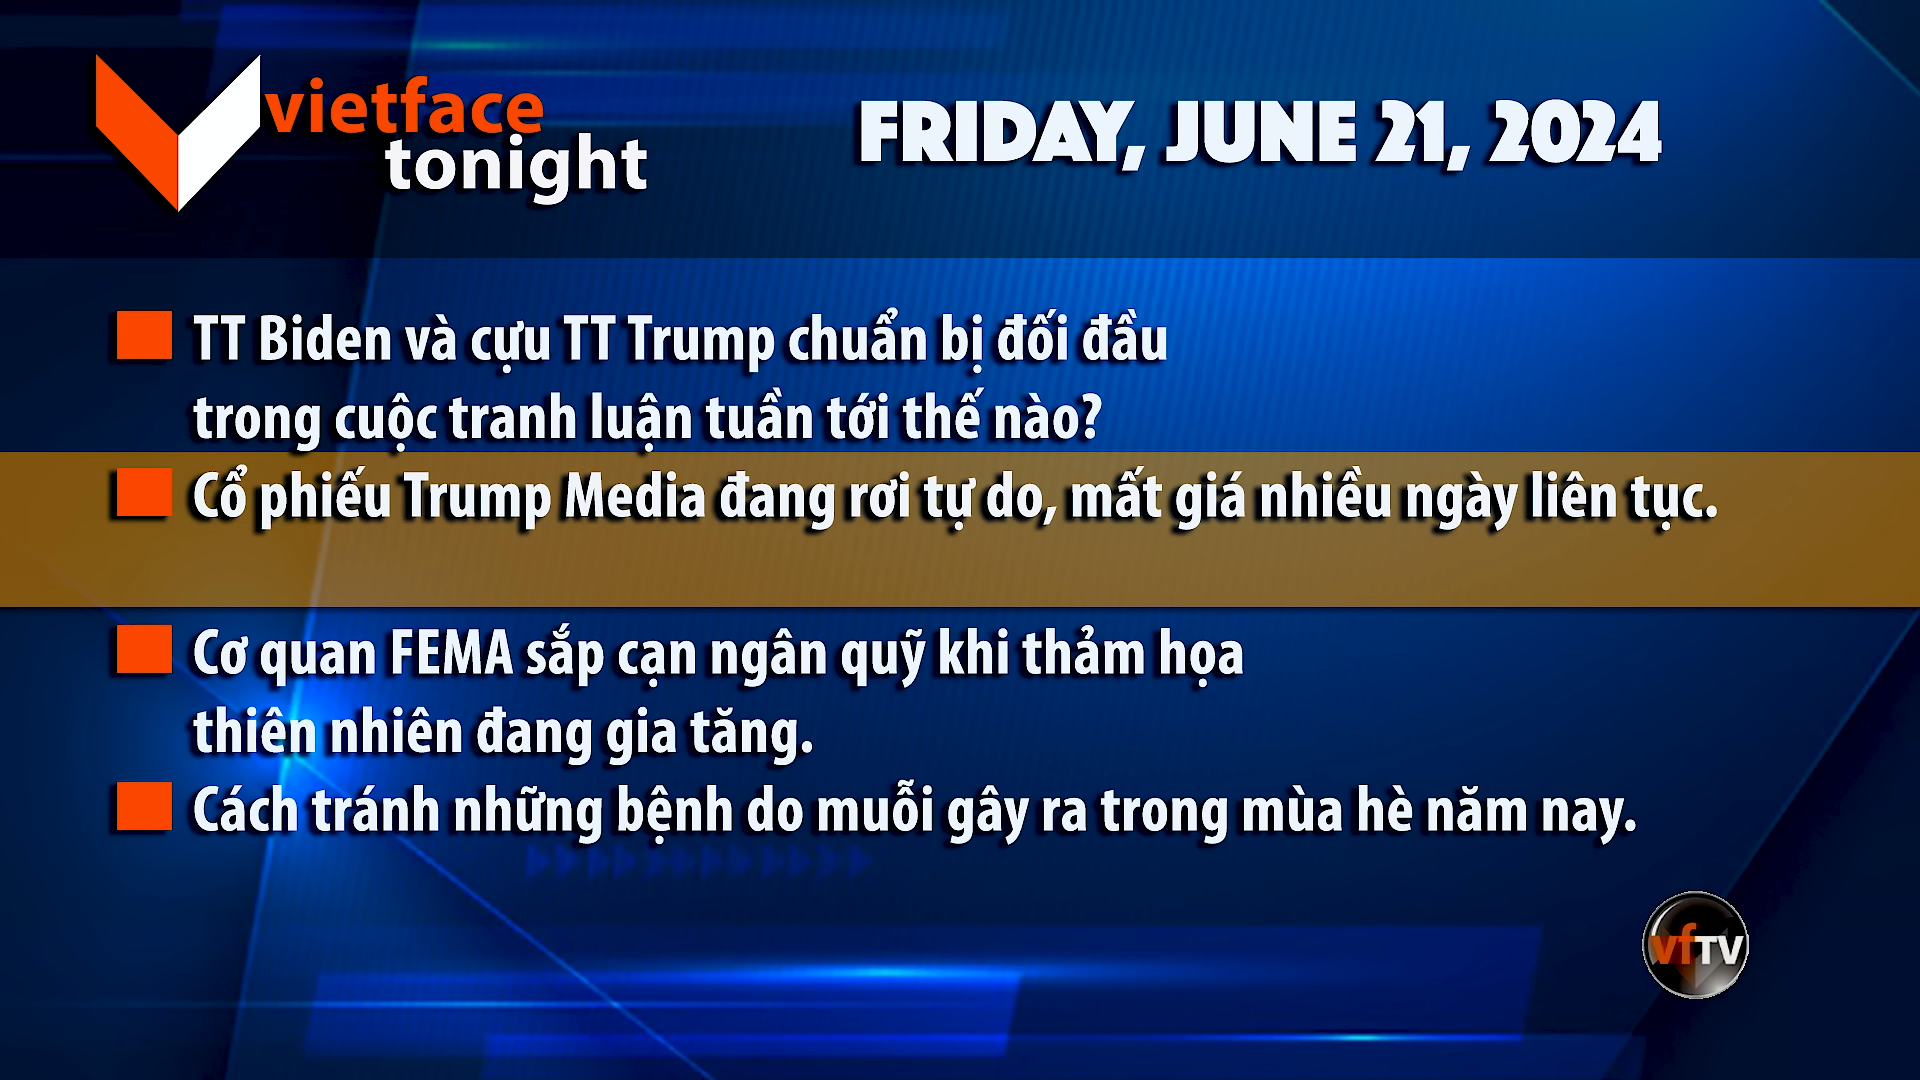 vietface
tonight
FRIDAY, JUNE 21, 2024
TT Biden và cựu TT Trump chuẩn bị đối đầu
trong cuộc tranh luận tuần tới thế nào?
Cổ phiếu Trump Media đang rơi tự do, mất giá nhiều ngày liên tục.
Cơ quan FEMA sắp cạn ngân quỹ khi thảm họa
thiên nhiên đang gia tăng.
Cách tránh những bệnh do muỗi gây ra trong mùa hè năm nay.
vfTV